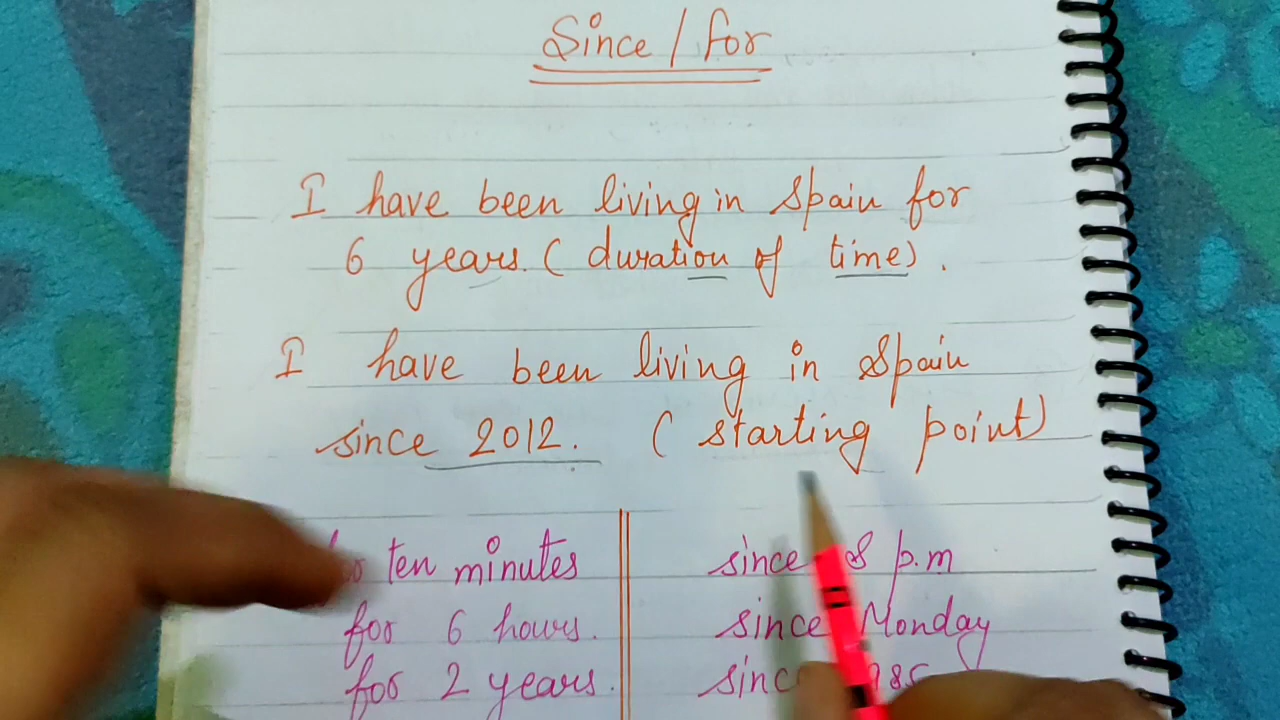 Since / For
I have been living in Spain for
6 years. ( duration of time) .
I have been living in Spain
since 2012. ( starting point)
ten minutes
since 8 p.m
for 6 hours.
since Monday
for 2 years.